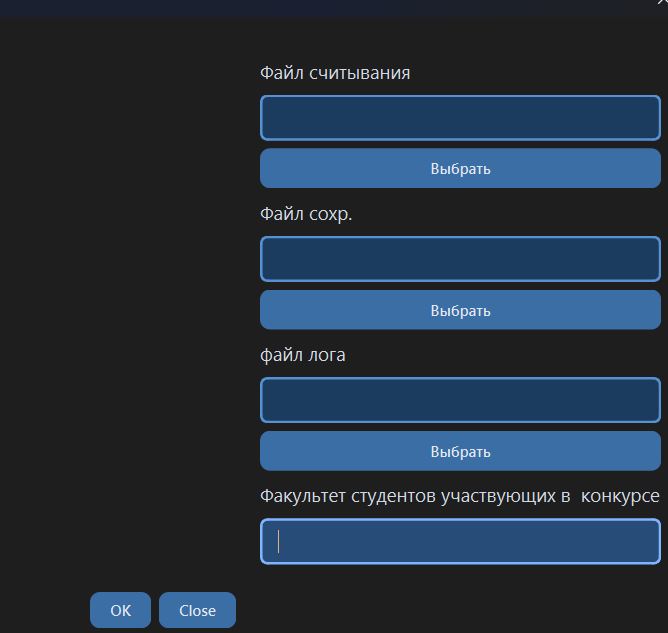 Файл считывания
Выбрать
Файл сохр.
Выбрать
файл лога
Выбрать
Факультет студентов участвующих в  конкурсе
OK
Close